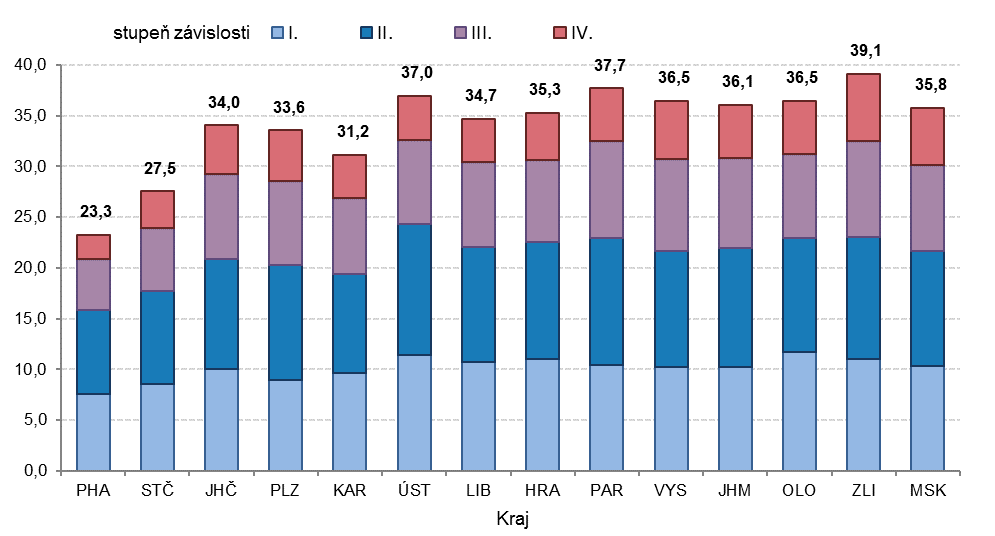 stupeň závislosti I. II. III. IV.
40,0
35,0
30,0
25,0
20,0
15,0
10,0
5,0
0,0
23,3 27,5 34,0 33,6 31,2 37,0 34,7 35,3 37,7 36,5 36,1 36,5 39,1 35,8
PHA STČ JHČ PLZ KAR ÚST LIB HRA PAR VYS JHM OLO ZLI MSK
Kraj